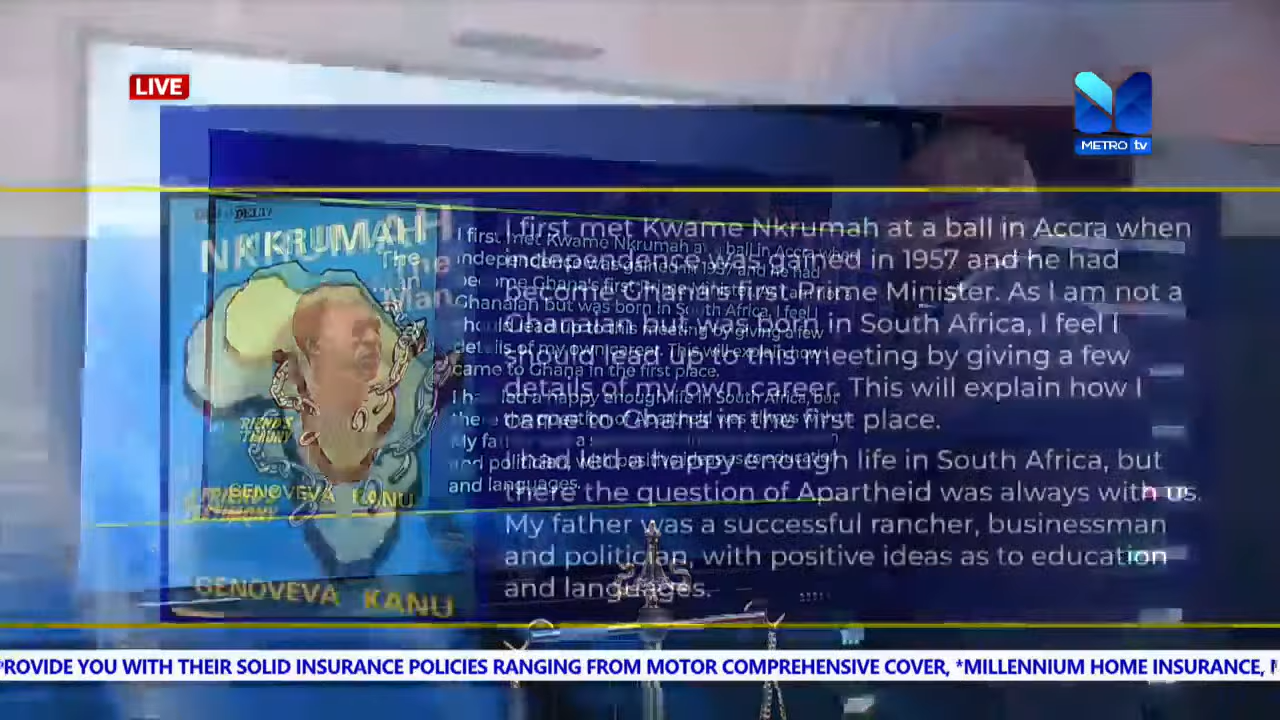 LIVE
METRO tv
DELTA
NKRUMAH
The
Man
I first met Kwame Nkrumah at a ball in Accra when
independence was gained in 1957 and he had
become Ghana's first Prime Minister. As I am not a
Ghanaian but was born in South Africa, I feel I
should lead up to this meeting by giving a few
details of my own career. This will explain how I
came to Ghana in the first place.
I had led a happy enough life in South Africa, but
there the question of Apartheid was always with us.
My father was a successful rancher, businessman
and politician, with positive ideas as to education
and languages.
GENOVEVA KANU
ROVIDE YOU WITH THEIR SOLID INSURANCE POLICIES RANGING FROM MOTOR COMPREHENSIVE COVER, *MILLENNIUM HOME INSURANCE,